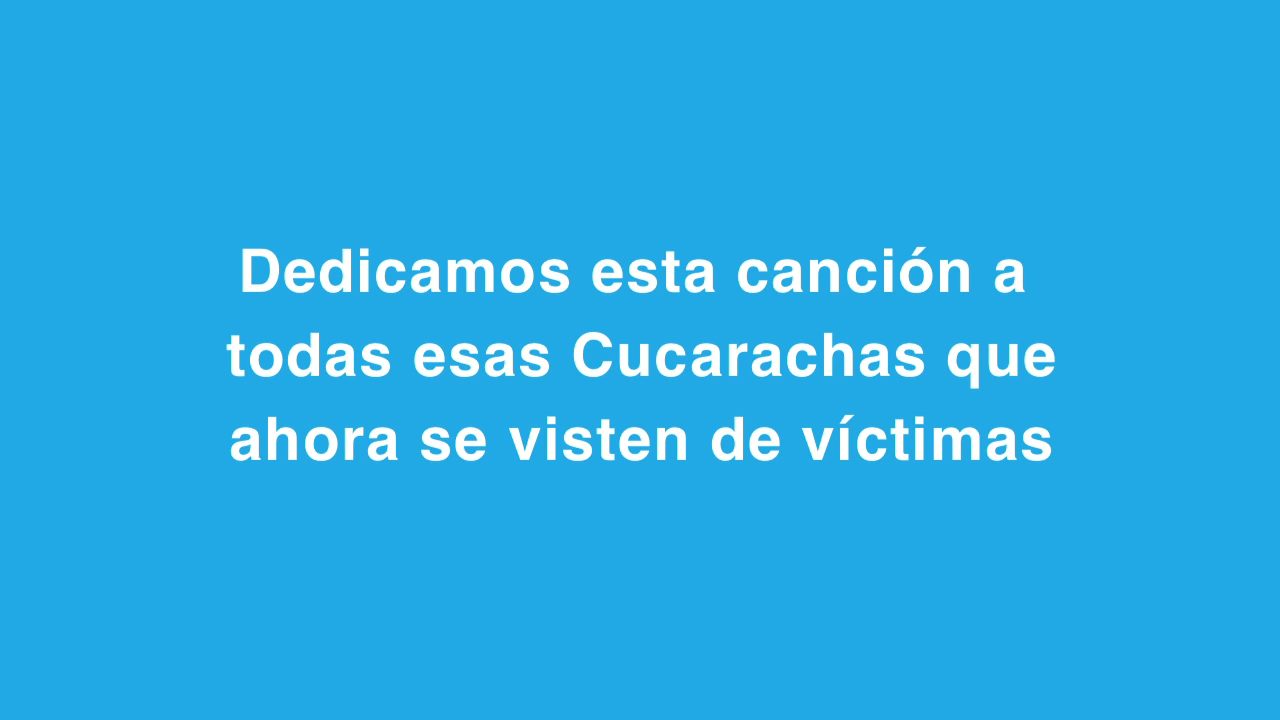 Dedicamos esta canción a
todas esas Cucarachas que
ahora se visten de víctimas